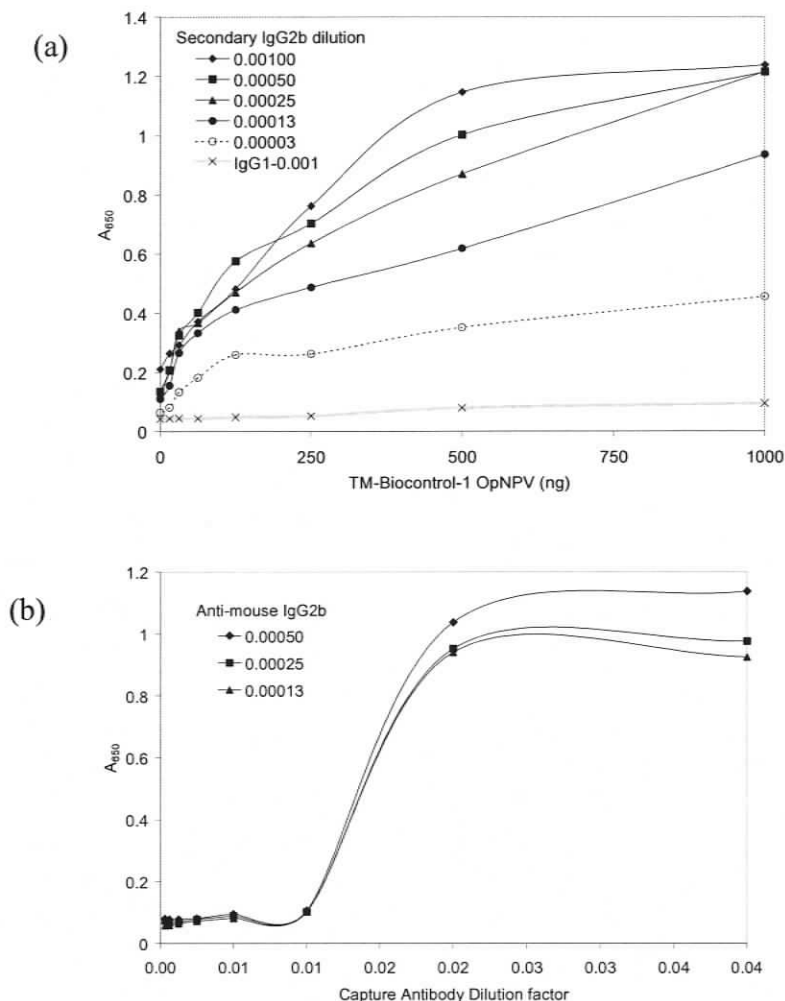 (a)
1.4
1.2
1
0.8
0.6
0.4
0.2
0
A650
Secondary IgG2b dilution
0.00100
0.00050
0.00025
0.00013
0.00003
IgG1-0.001
0 250 500 750 1000
TM-Biocontrol-1 OpNPV (ng)
(b)
1.2
1
0.8
0.6
0.4
0.2
0
A650
Anti-mouse IgG2b
0.00050
0.00025
0.00013
0.00 0.01 0.01 0.02 0.02 0.03 0.03 0.04 0.04
Capture Antibody Dilution factor